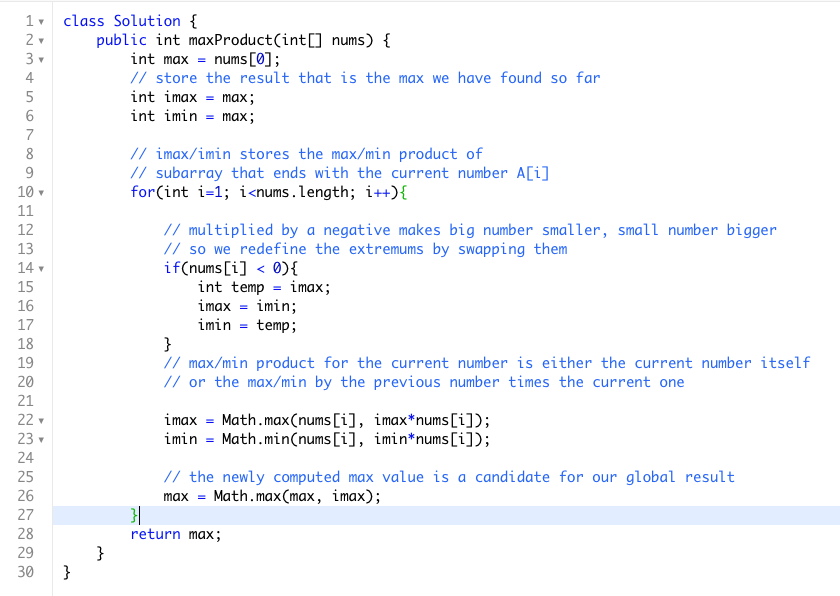 1 class Solution {
2 public int maxProduct(int[] nums) {
3 int max = nums[0];
4 // store the result that is the max we have found so far
5 int imax = max;
6 int imin = max;
7
8 // imax/imin stores the max/min product of
9 // subarray that ends with the current number A[i]
10 for(int i=1; i<nums.length; i++){
11
12 // multiplied by a negative makes big number smaller, small number bigger
13 // so we redefine the extremums by swapping them
14 if(nums[i] < 0){
15 int temp = imax;
16 imax = imin;
17 imin = temp;
18 }
19 // max/min product for the current number is either the current number itself
20 // or the max/min by the previous number times the current one
21
22 imax = Math.max(nums[i], imax*nums[i]);
23 imin = Math.min(nums[i], imin*nums[i]);
24
25 // the newly computed max value is a candidate for our global result
26 max = Math.max(max, imax);
27 }
28 return max;
29 }
30 }